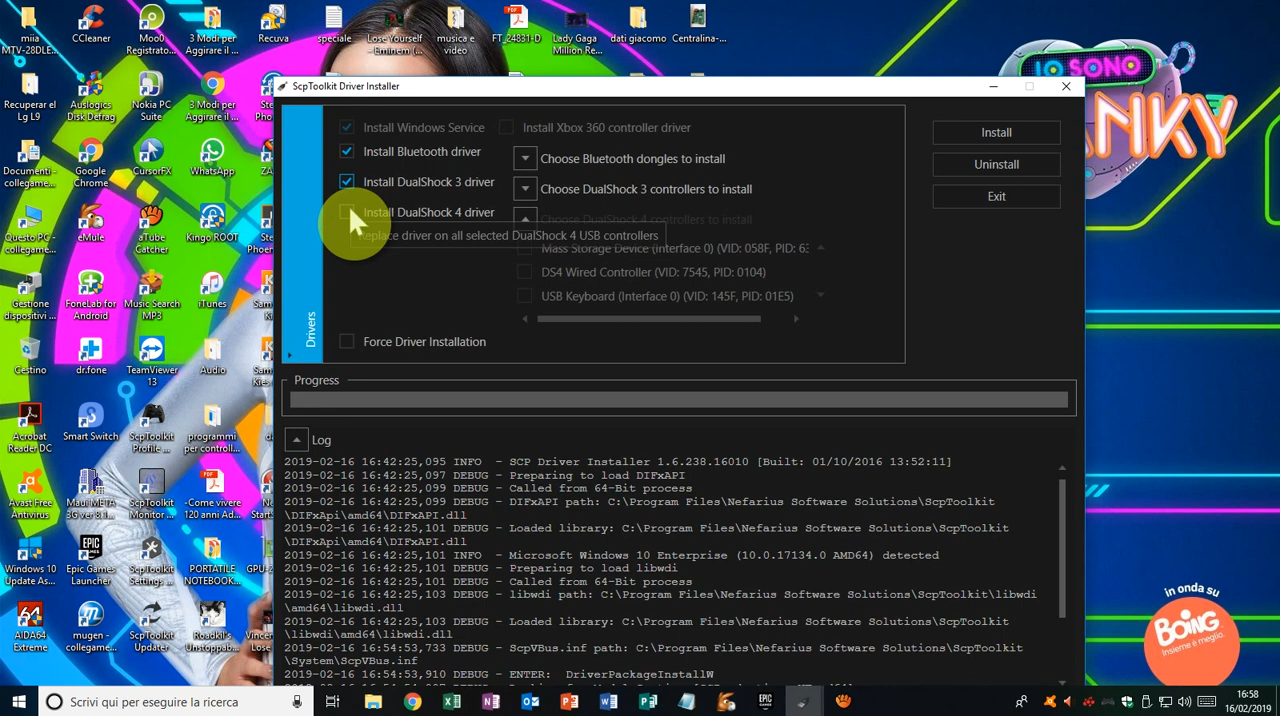 miia
MTV-28DLE...
CCleaner
Moo0
Registrato...
3 Modi per
Aggirare il ...
Recuva
speciale
Lose Yourself
- Eminem (...
musica e
video
FT_24831-D
Lady Gaga
Million Re...
dati giacomo
Centralina-...
IO SONO
Recuperar el
Lg L9
Auslogics
Disk Defrag
Nokia PC
Suite
3 Modi per
Aggirare il ...
Documenti -
collegame...
Google
Chrome
CursorFX
WhatsApp
Questo PC -
collegame...
eMule
aTube
Catcher
Kingo ROOT
Gestione
dispositivi ...
FoneLab for
Android
Music Search
MP3
iTunes
Cestino
dr.fone
TeamViewer
13
Audio
Acrobat
Reader DC
Smart Switch
ScpToolkit
Profile ...
programmi
per controll...
Avast Free
Antivirus
Maui META
3G ver 8.l...
ScpToolkit
Monitor ...
-Come vivere
120 anni Ad...
Windows 10
Update As...
Epic Games
Launcher
ScpToolkit
Settings ...
PORTATILE
NOTEBOOK...
AIDA64
Extreme
mugen -
collegame...
ScpToolkit
Updater
Roadkil's
Unstoppab...
ScpToolkit Driver Installer
Install Windows Service
Install Xbox 360 controller driver
Install Bluetooth driver
Choose Bluetooth dongles to install
Install DualShock 3 driver
Choose DualShock 3 controllers to install
Install DualShock 4 driver
Choose DualShock 4 controllers to install
Replace driver on all selected DualShock 4 USB controllers
Mass Storage Device (Interface 0) (VID: 058F, PID: 63
DS4 Wired Controller (VID: 7545, PID: 0104)
USB Keyboard (Interface 0) (VID: 145F, PID: 01E5)
Force Driver Installation
Drivers
Install
Uninstall
Exit
Progress
Log
2019-02-16 16:42:25,095 INFO - SCP Driver Installer 1.6.238.16010 [Built: 01/10/2016 13:52:11]
2019-02-16 16:42:25,097 DEBUG - Preparing to load DIFxAPI
2019-02-16 16:42:25,099 DEBUG - Called from 64-Bit process
2019-02-16 16:42:25,099 DEBUG - DIFxAPI path: C:\Program Files\Nefarius Software Solutions\ScpToolkit
\DIFxApi\amd64\DIFxAPI.dll
2019-02-16 16:42:25,101 DEBUG - Loaded library: C:\Program Files\Nefarius Software Solutions\ScpToolkit
\DIFxApi\amd64\DIFxAPI.dll
2019-02-16 16:42:25,101 INFO - Microsoft Windows 10 Enterprise (10.0.17134.0 AMD64) detected
2019-02-16 16:42:25,101 DEBUG - Preparing to load libwdi
2019-02-16 16:42:25,101 DEBUG - Called from 64-Bit process
2019-02-16 16:42:25,103 DEBUG - libwdi path: C:\Program Files\Nefarius Software Solutions\ScpToolkit\libwdi
\amd64\libwdi.dll
2019-02-16 16:42:25,103 DEBUG - Loaded library: C:\Program Files\Nefarius Software Solutions\ScpToolkit
\libwdi\amd64\libwdi.dll
2019-02-16 16:54:53,733 DEBUG - ScpVBus.inf path: C:\Program Files\Nefarius Software Solutions\ScpToolkit
\System\ScpVBus.inf
2019-02-16 16:54:53,910 DEBUG - ENTER: DriverPackageInstallW
in onda su
BOiNG
Insieme è meglio.
Scrivi qui per eseguire la ricerca
16:58
16/02/2019